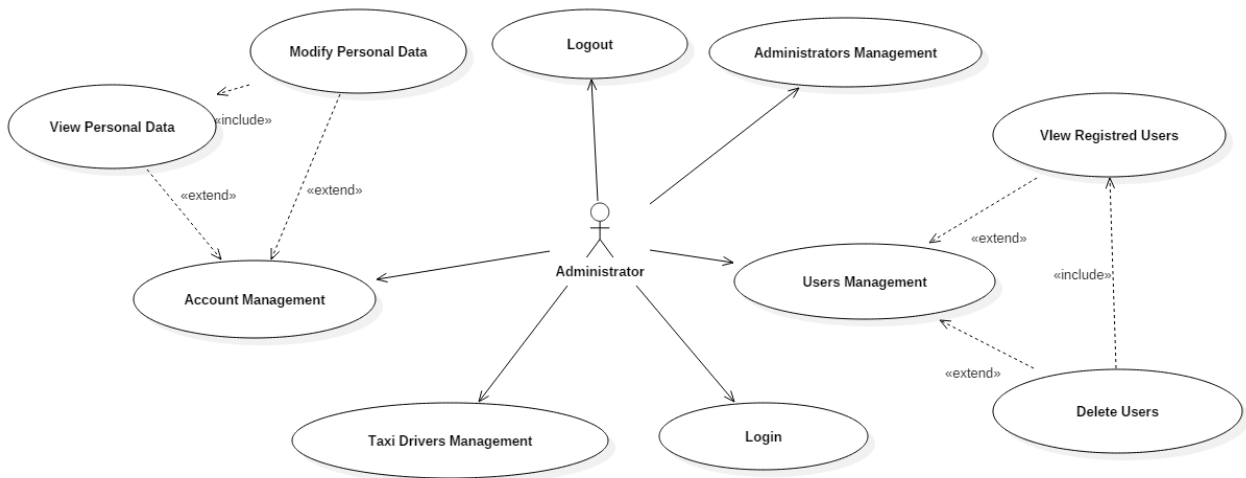 Modify Personal Data
Logout
Administrators Management
View Personal Data
«include»
VIew Registred Users
«extend»
«extend»
«extend»
Administrator
Account Management
Users Management
«include»
«extend»
Taxi Drivers Management
Login
Delete Users